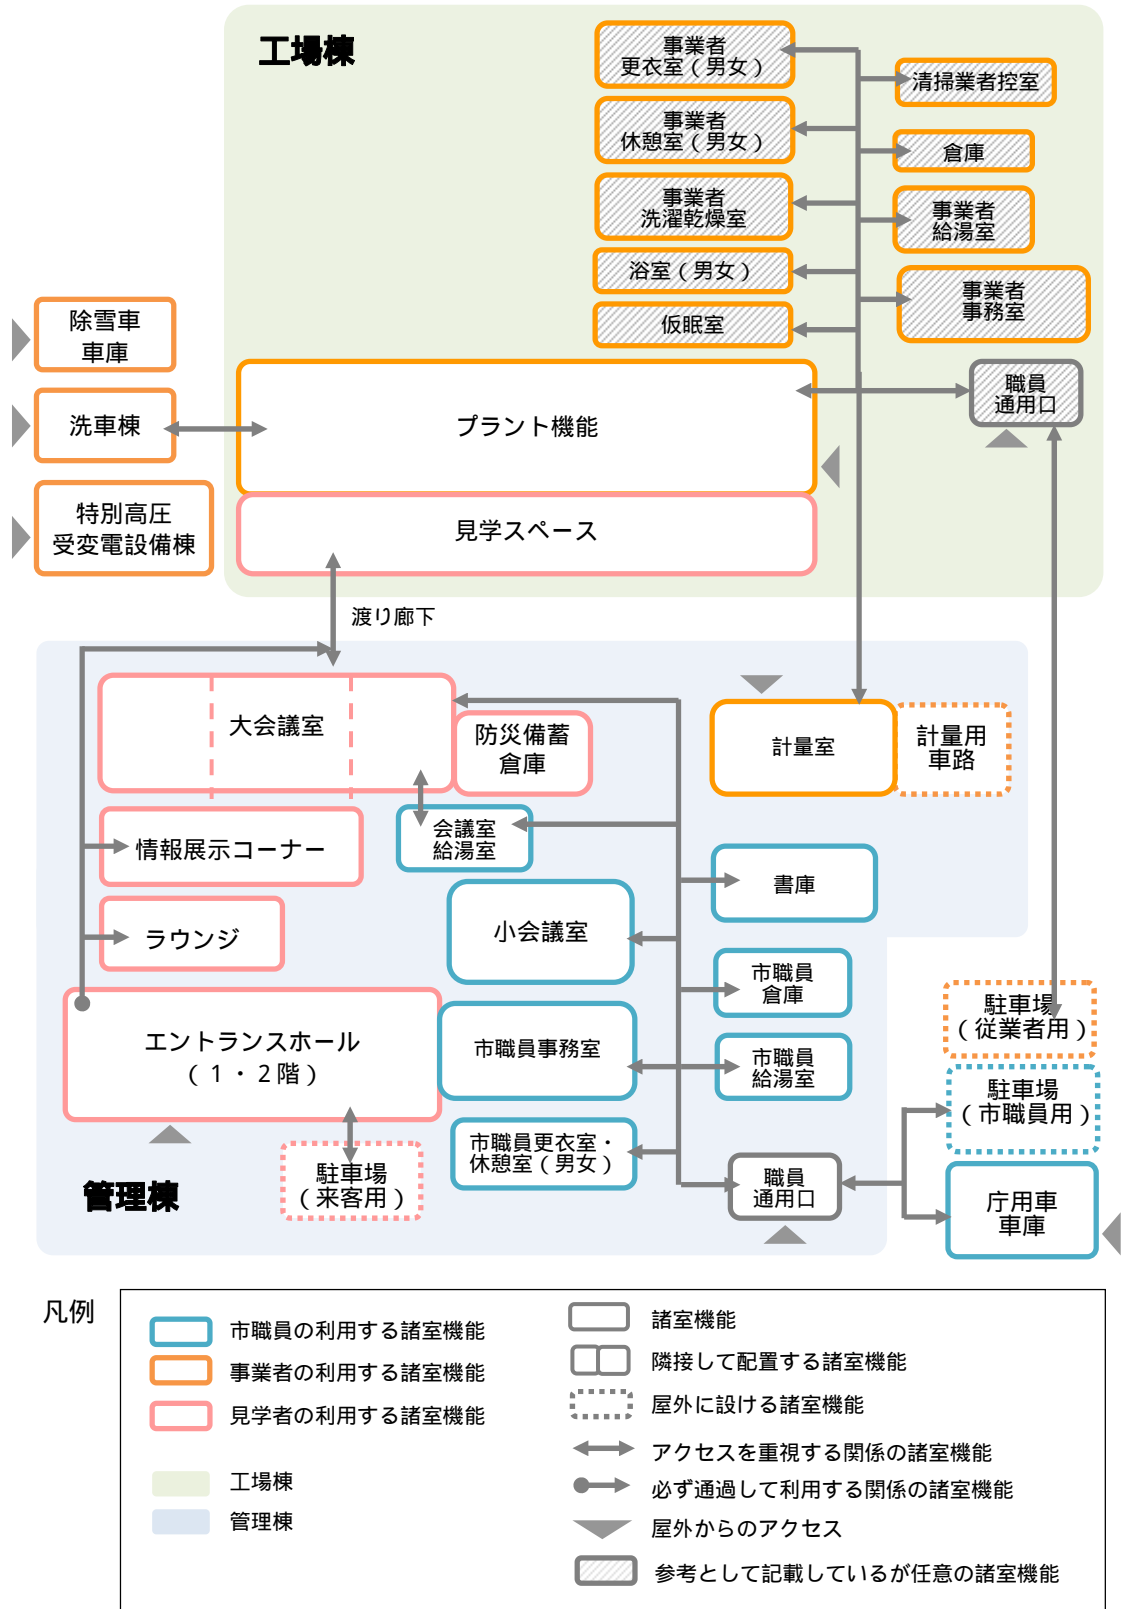 工場棟
事業者
更衣室（男女）
清掃業者控室
事業者
休憩室（男女）
倉庫
事業者
洗濯乾燥室
事業者
給湯室
浴室（男女）
事業者
事務室
仮眠室
除雪車
車庫
洗車棟
特別高圧
受変電設備棟
プラント機能
職員
通用口
見学スペース
渡り廊下
大会議室
防災備蓄
倉庫
計量室
計量用
車路
会議室
給湯室
情報展示コーナー
書庫
小会議室
ラウンジ
市職員
倉庫
エントランスホール
（１・２階）
市職員事務室
市職員
給湯室
駐車場
（従業者用）
駐車場
（市職員用）
市職員更衣室・
休憩室（男女）
駐車場
（来客用）
職員
通用口
庁用車
車庫
管理棟
凡例
市職員の利用する諸室機能
事業者の利用する諸室機能
見学者の利用する諸室機能
工場棟
管理棟
諸室機能
隣接して配置する諸室機能
屋外に設ける諸室機能
アクセスを重視する関係の諸室機能
必ず通過して利用する関係の諸室機能
屋外からのアクセス
参考として記載しているが任意の諸室機能